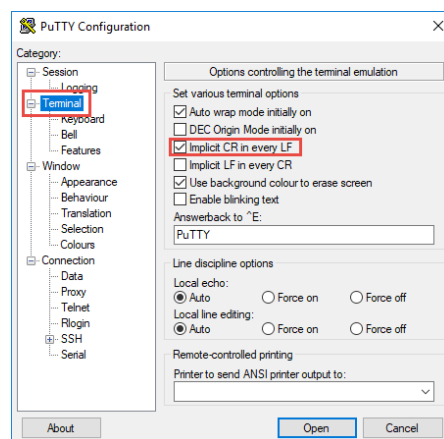 PuTTY Configuration
Category:
Session
Logging
Terminal
Keyboard
Bell
Features
Window
Appearance
Behaviour
Translation
Selection
Colours
Connection
Data
Proxy
Telnet
Rlogin
SSH
Serial
Options controlling the terminal emulation
Set various terminal options
Auto wrap mode initially on
DEC Origin Mode initially on
Implicit CR in every LF
Implicit LF in every CR
Use background colour to erase screen
Enable blinking text
Answerback to ^E:
PuTTY
Line discipline options
Local echo:
Auto Force on Force off
Local line editing:
Auto Force on Force off
Remote-controlled printing
Printer to send ANSI printer output to:
About Open Cancel